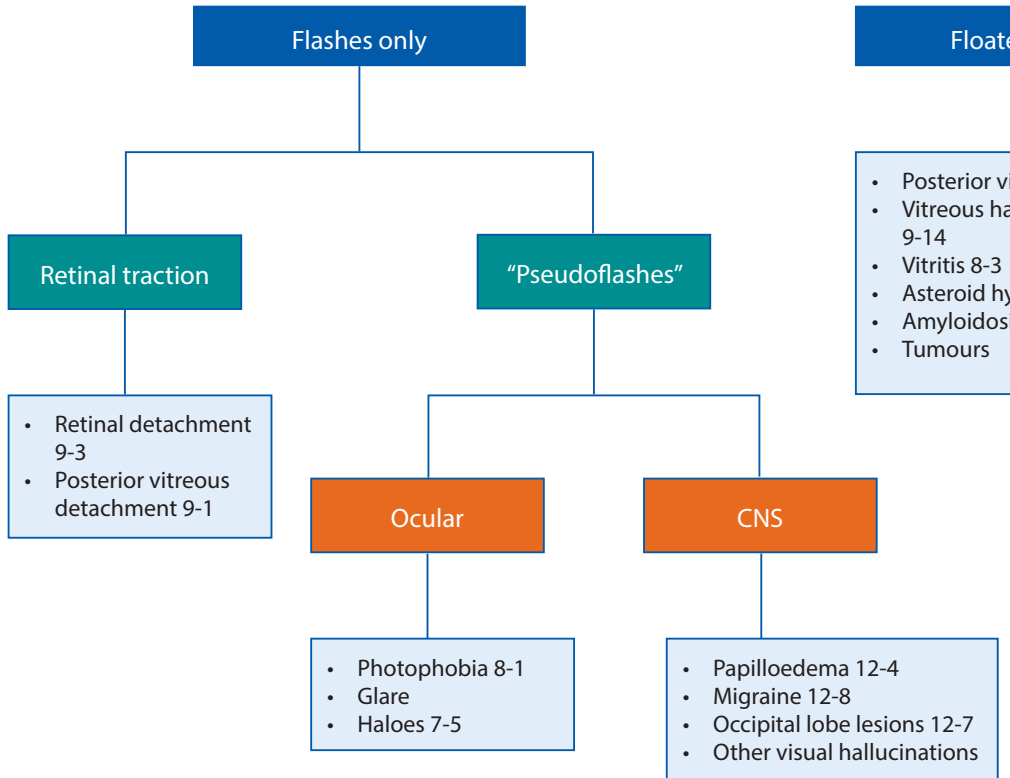 Flashes only
Retinal traction
"Pseudoflashes"
• Retinal detachment
9-3
• Posterior vitreous
detachment 9-1
Ocular
CNS
• Photophobia 8-1
• Glare
• Haloes 7-5
• Papilloedema 12-4
• Migraine 12-8
• Occipital lobe lesions 12-7
• Other visual hallucinations
• Posterior
• Vitreous
9-14
• Vitritis 8-3
• Asteroid
•
• Tumours